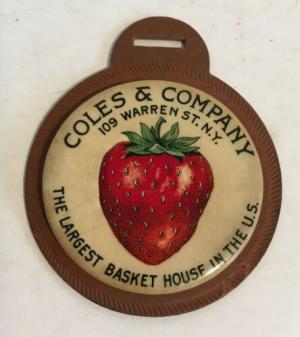 COLES & COMPANY
109 WARREN ST. N.Y.
THE LARGEST BASKET HOUSE IN THE U.S.